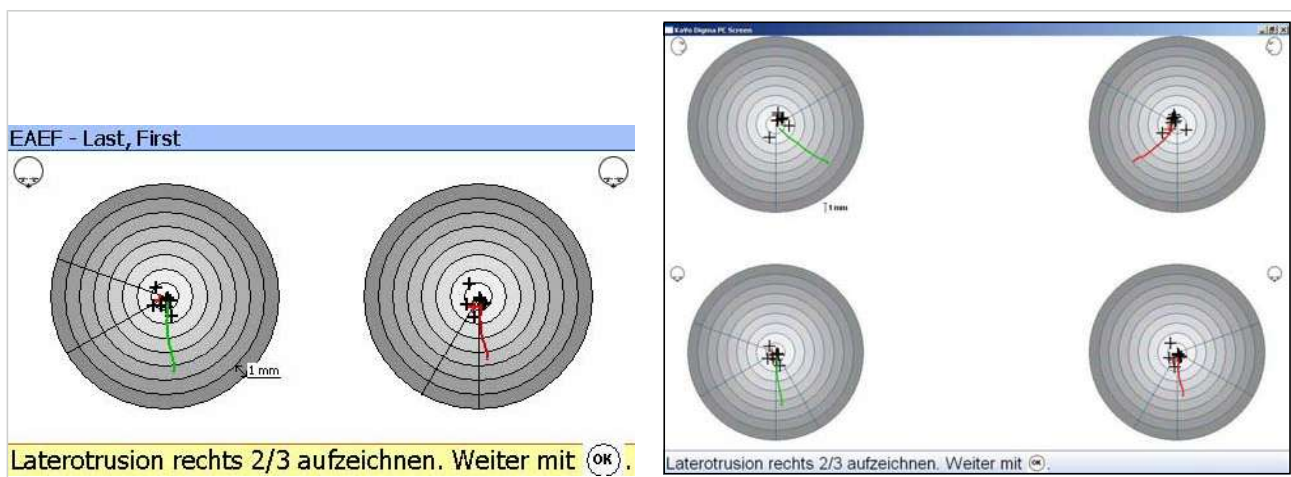 EAEF - Last, First
1 mm
Laterotrusion rechts 2/3 aufzeichnen. Weiter mit OK.
KaVo Digma PC Screen
1 mm
Laterotrusion rechts 2/3 aufzeichnen. Weiter mit OK.